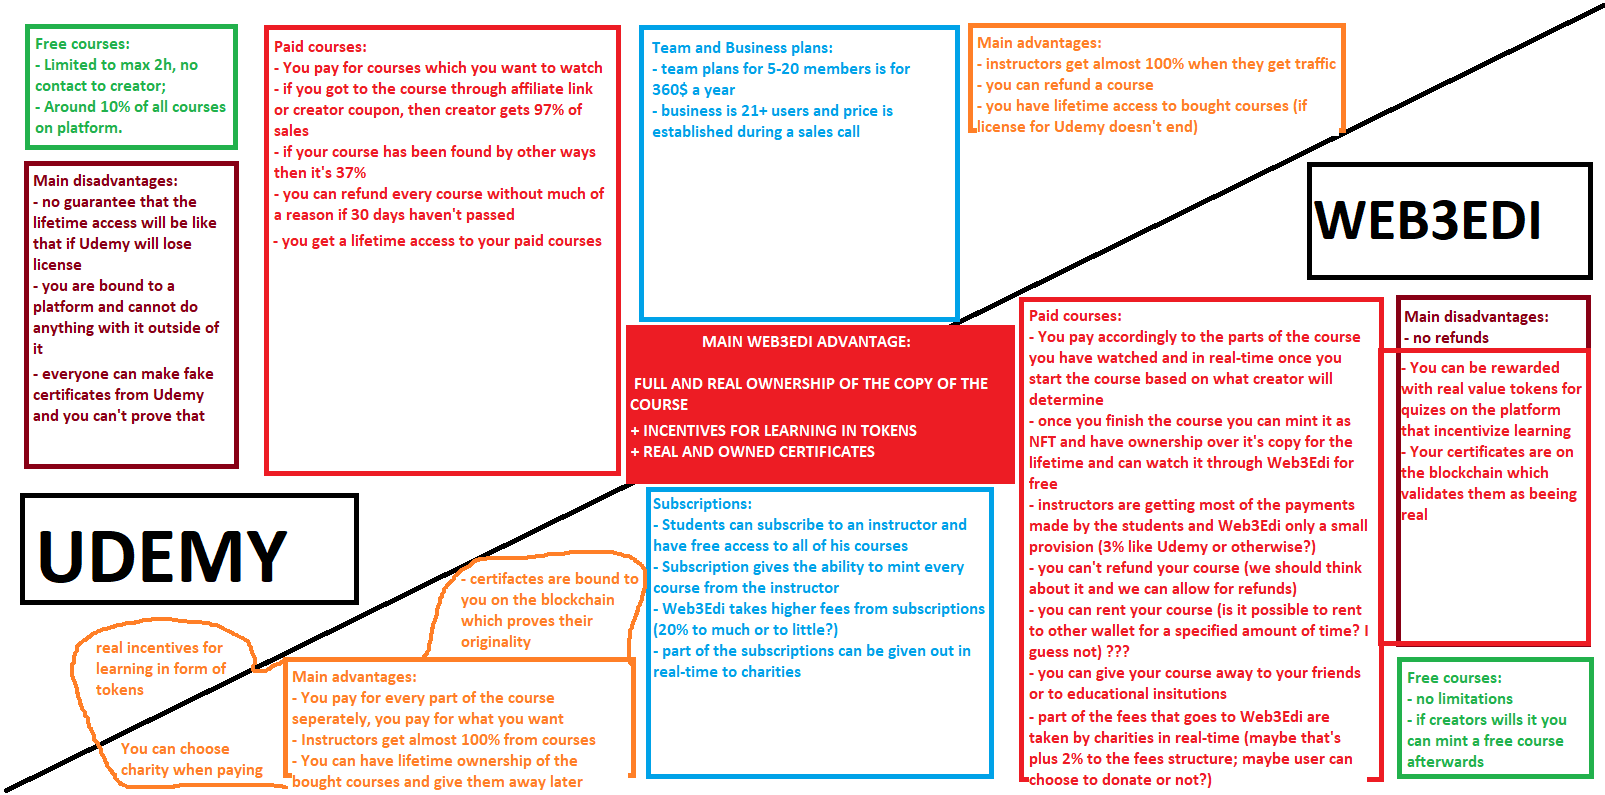 Free courses:
- Limited to max 2h, no
contact to creator;
- Around 10% of all courses
on platform.
Paid courses:
- You pay for courses which you want to watch
- if you got to the course through affiliate link
or creator coupon, then creator gets 97% of
sales
- if your course has been found by other ways
then it's 37%
- you can refund every course without much of
a reason if 30 days haven't passed
- you get a lifetime access to your paid courses
Team and Business plans:
- team plans for 5-20 members is for
360$ a year
- business is 21+ users and price is
established during a sales call
Main advantages:
- instructors get almost 100% when they get traffic
- you can refund a course
- you have lifetime access to bought courses (if
license for Udemy doesn't end)
Main disadvantages:
- no guarantee that the
lifetime access will be like
that if Udemy will lose
license
- you are bound to a
platform and cannot do
anything with it outside of
it
- everyone can make fake
certificates from Udemy
and you can't prove that
WEB3EDI
MAIN WEB3EDI ADVANTAGE:
FULL AND REAL OWNERSHIP OF THE COPY OF THE
COURSE
+ INCENTIVES FOR LEARNING IN TOKENS
+ REAL AND OWNED CERTIFICATES
UDEMY
real incentives for
learning in form of
tokens
You can choose
charity when paying
- certifactes are bound to
you on the blockchain
which proves their
originality
Main advantages:
- You pay for every part of the course
seperately, you pay for what you want
- Instructors get almost 100% from courses
- You can have lifetime ownership of the
bought courses and give them away later
Subscriptions:
- Students can subscribe to an instructor and
have free access to all of his courses
- Subscription gives the ability to mint every
course from the instructor
- Web3Edi takes higher fees from subscriptions
(20% to much or to little?)
- part of the subscriptions can be given out in
real-time to charities
Paid courses:
- You pay accordingly to the parts of the course
you have watched and in real-time once you
start the course based on what creator will
determine
- once you finish the course you can mint it as
NFT and have ownership over it's copy for the
lifetime and can watch it through Web3Edi for
free
- instructors are getting most of the payments
made by the students and Web3Edi only a small
provision (3% like Udemy or otherwise?)
- you can't refund your course (we should think
about it and we can allow for refunds)
- you can rent your course (is it possible to rent
to other wallet for a specified amount of time? I
guess not) ???
- you can give your course away to your friends
or to educational insitutions
- part of the fees that goes to Web3Edi are
taken by charities in real-time (maybe that's
plus 2% to the fees structure; maybe user can
choose to donate or not?)
Main disadvantages:
- no refunds
- You can be rewarded
with real value tokens for
quizes on the platform
that incentivize learning
- Your certificates are on
the blockchain which
validates them as beeing
real
Free courses:
- no limitations
- if creators wills it you
can mint a free course
afterwards